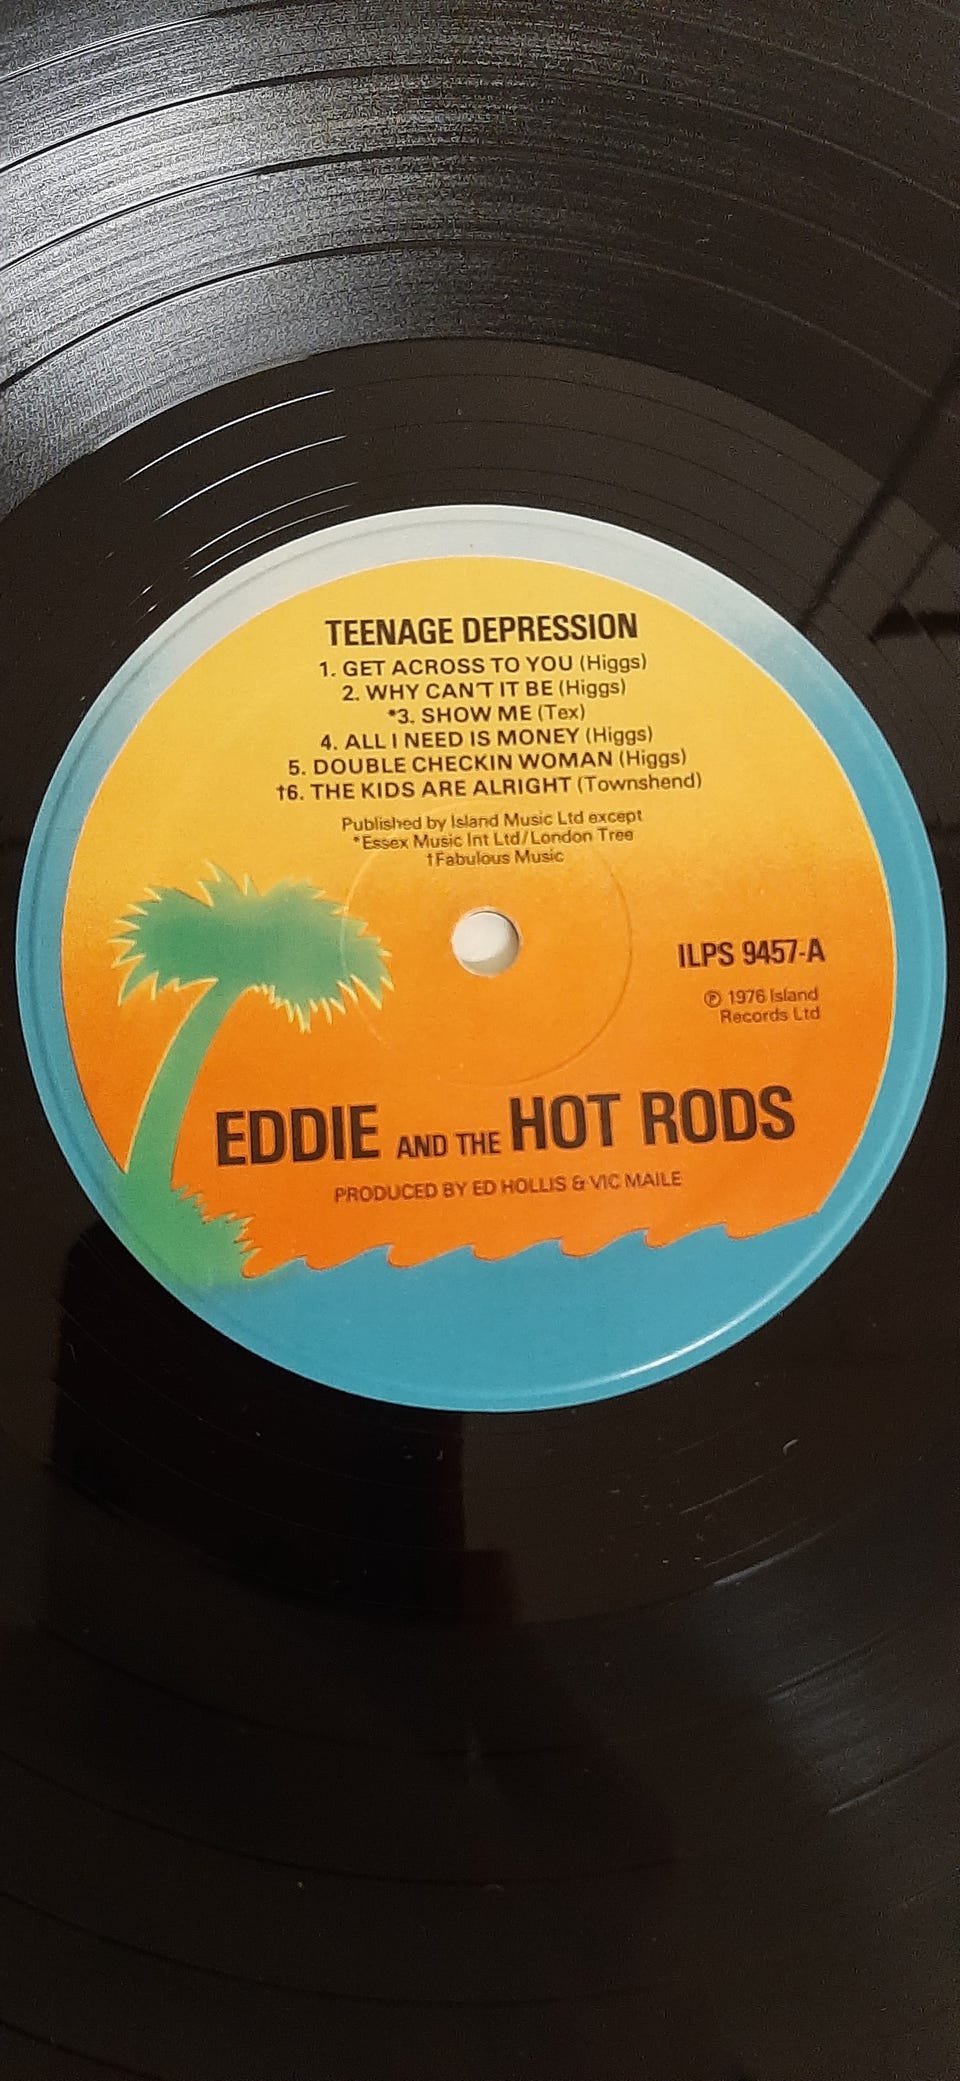 TEENAGE DEPRESSION
1. GET ACROSS TO YOU (Higgs)
2. WHY CAN'T IT BE (Higgs)
*3. SHOW ME (Tex)
4. ALL I NEED IS MONEY (Higgs)
5. DOUBLE CHECKIN WOMAN (Higgs)
†6. THE KIDS ARE ALRIGHT (Townshend)
Published by Island Music Ltd except
*Essex Music Int Ltd/London Tree
†Fabulous Music
ILPS 9457-A
℗ 1976 Island
Records Ltd
EDDIE AND THE HOT RODS
PRODUCED BY ED HOLLIS & VIC MAILE